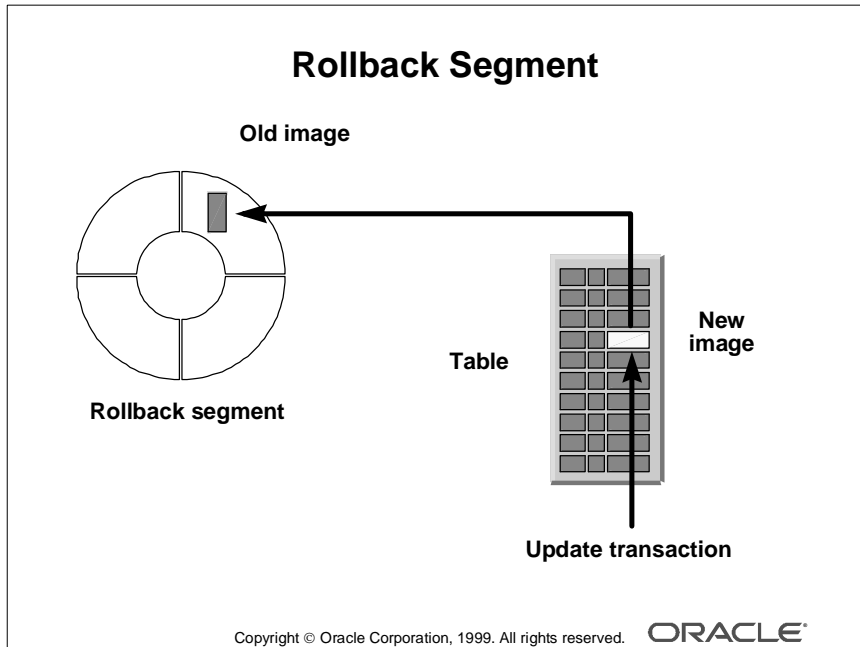 Rollback Segment
Old image
New
image
Table
Rollback segment
Update transaction
Copyright © Oracle Corporation, 1999. All rights reserved.
ORACLE®